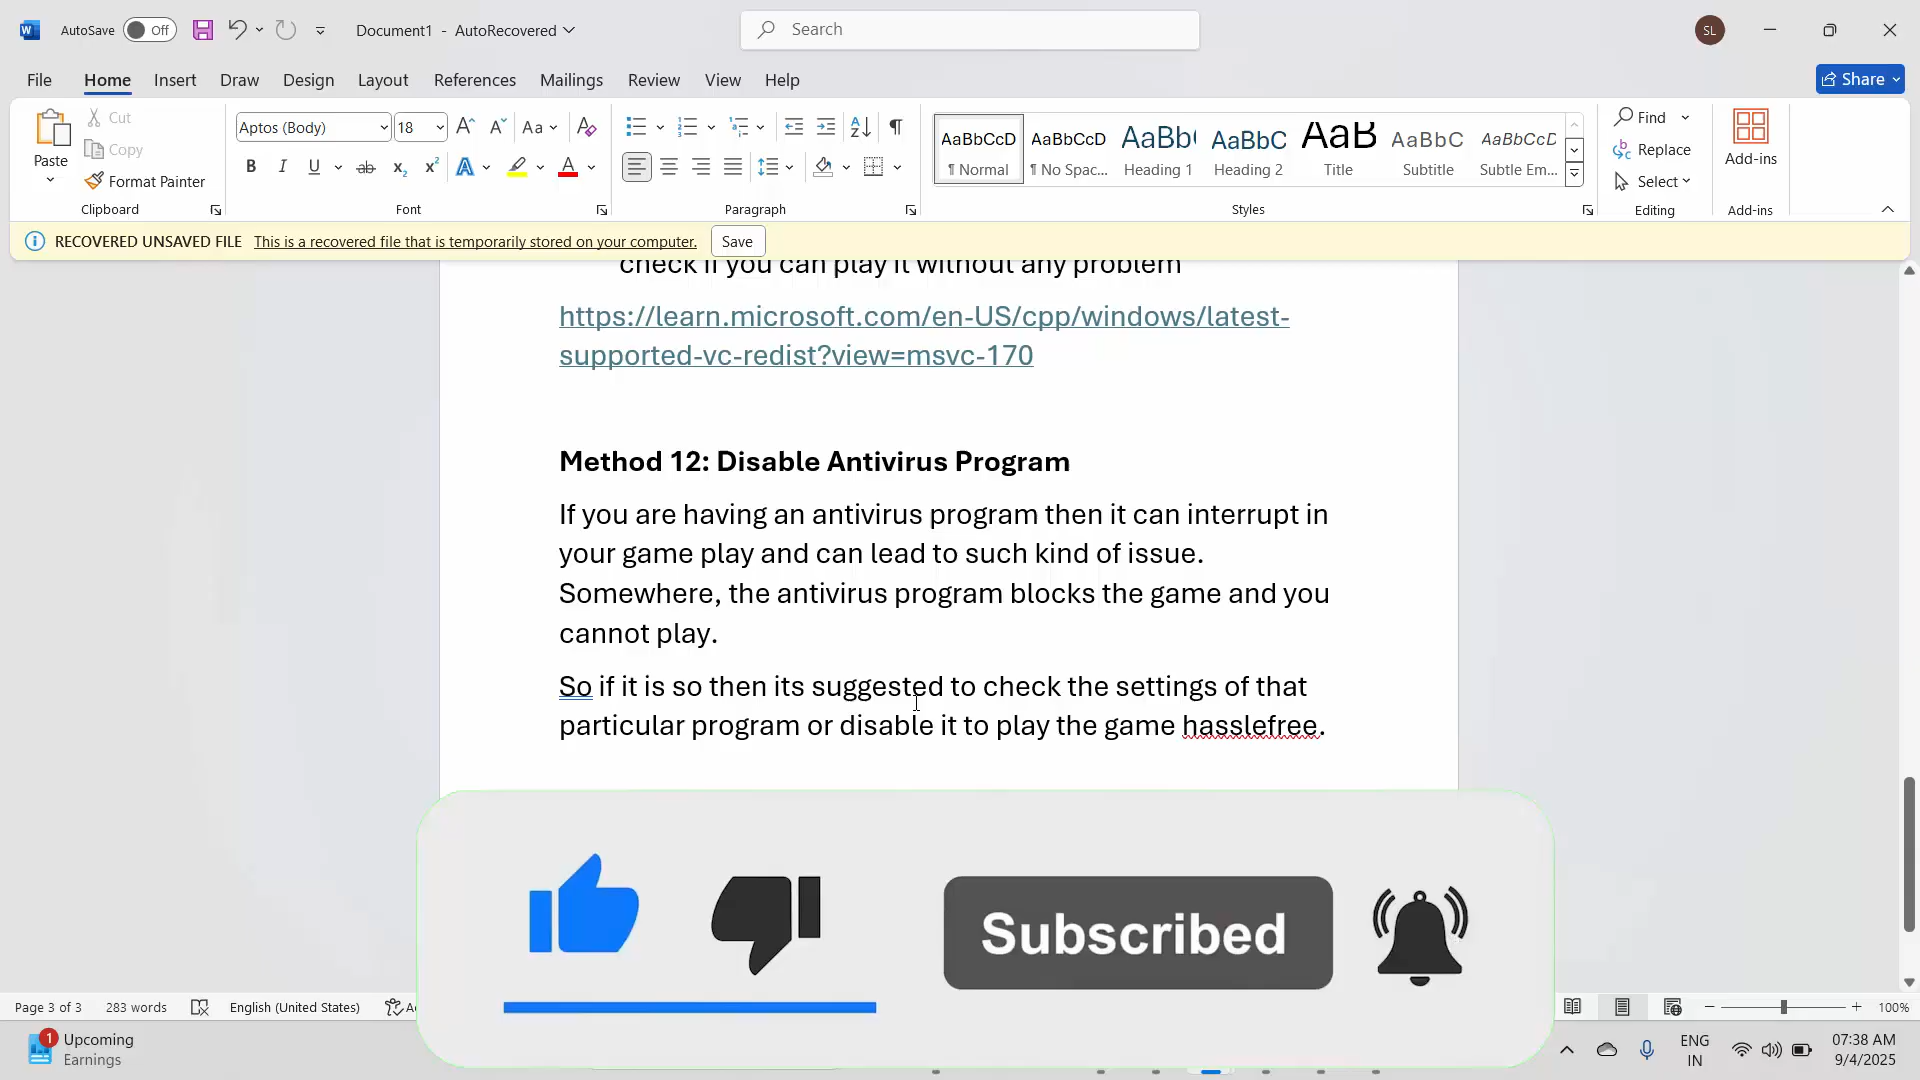 AutoSave Off Document1 - AutoRecovered Search SL
File Home Insert Draw Design Layout References Mailings Review View Help Share
Paste Cut Copy Format Painter Clipboard
Aptos (Body) 18 Aa
B I U ab x₂ x² A A
Font
Paragraph
AaBbCcD AaBbCcD AaBb( AaBbC AaB AaBbC AaBbCcD
¶ Normal ¶ No Spac... Heading 1 Heading 2 Title Subtitle Subtle Em...
Styles
Find Replace Select Editing
Add-ins Add-ins
RECOVERED UNSAVED FILE This is a recovered file that is temporarily stored on your computer. Save
check if you can play it without any problem
https://learn.microsoft.com/en-US/cpp/windows/latest-
supported-vc-redist?view=msvc-170
Method 12: Disable Antivirus Program
If you are having an antivirus program then it can interrupt in
your game play and can lead to such kind of issue.
Somewhere, the antivirus program blocks the game and you
cannot play.
So if it is so then its suggested to check the settings of that
particular program or disable it to play the game hasslefree.
Subscribed
Page 3 of 3 283 words English (United States) 100%
1 Upcoming
Earnings
ENG
IN
07:38 AM
9/4/2025